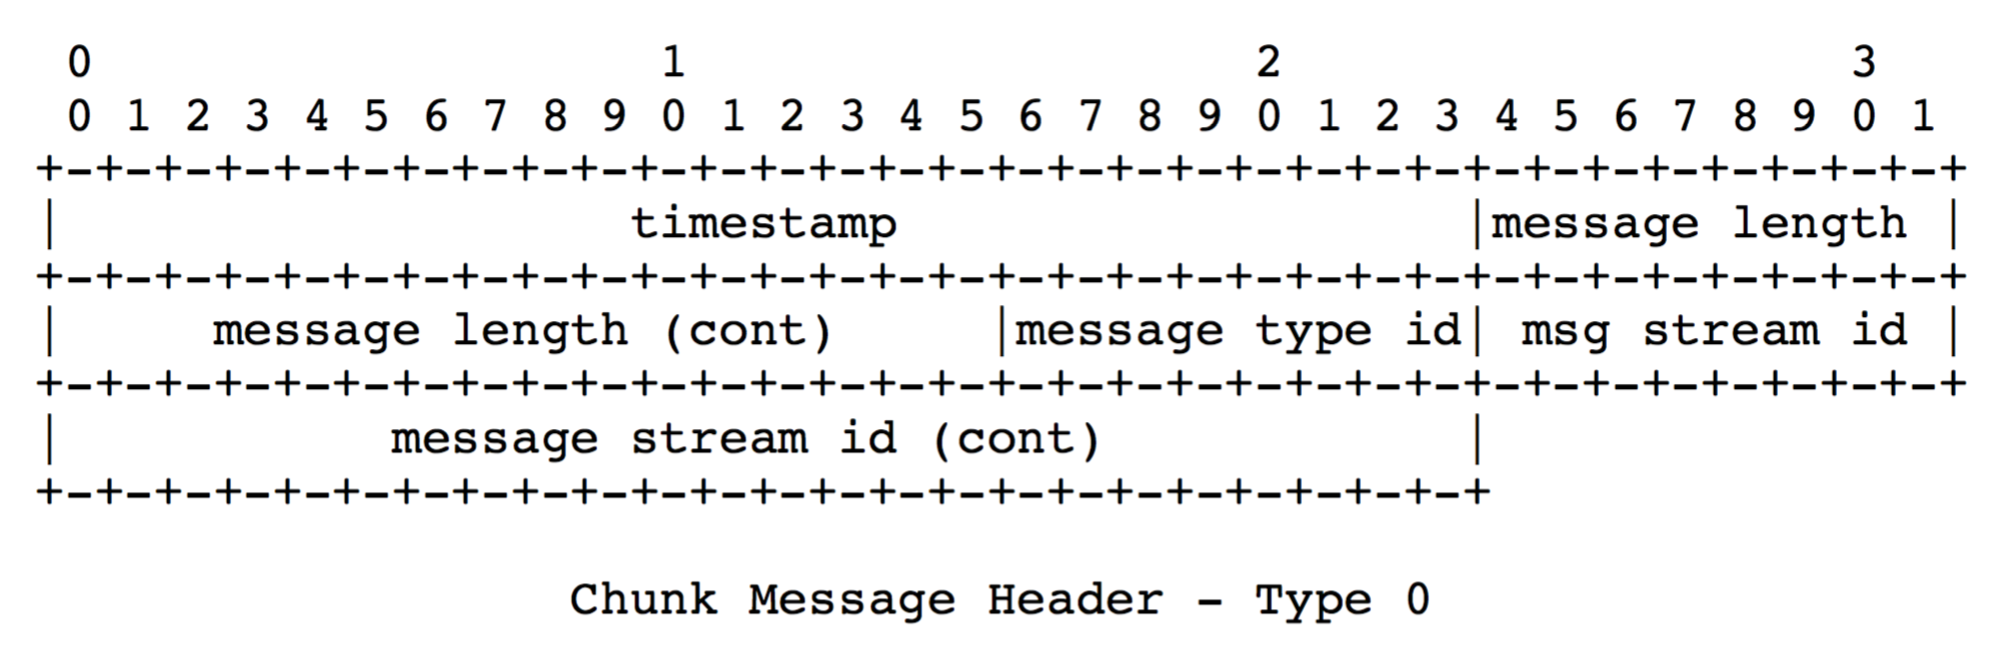 0                   1                   2                   3
0 1 2 3 4 5 6 7 8 9 0 1 2 3 4 5 6 7 8 9 0 1 2 3 4 5 6 7 8 9 0 1
+-+-+-+-+-+-+-+-+-+-+-+-+-+-+-+-+-+-+-+-+-+-+-+-+-+-+-+-+-+-+-+-+
|                   timestamp                   |message length |
+-+-+-+-+-+-+-+-+-+-+-+-+-+-+-+-+-+-+-+-+-+-+-+-+-+-+-+-+-+-+-+-+
|     message length (cont)     |message type id| msg stream id |
+-+-+-+-+-+-+-+-+-+-+-+-+-+-+-+-+-+-+-+-+-+-+-+-+-+-+-+-+-+-+-+-+
|           message stream id (cont)            |
+-+-+-+-+-+-+-+-+-+-+-+-+-+-+-+-+-+-+-+-+-+-+-+-+
Chunk Message Header - Type 0